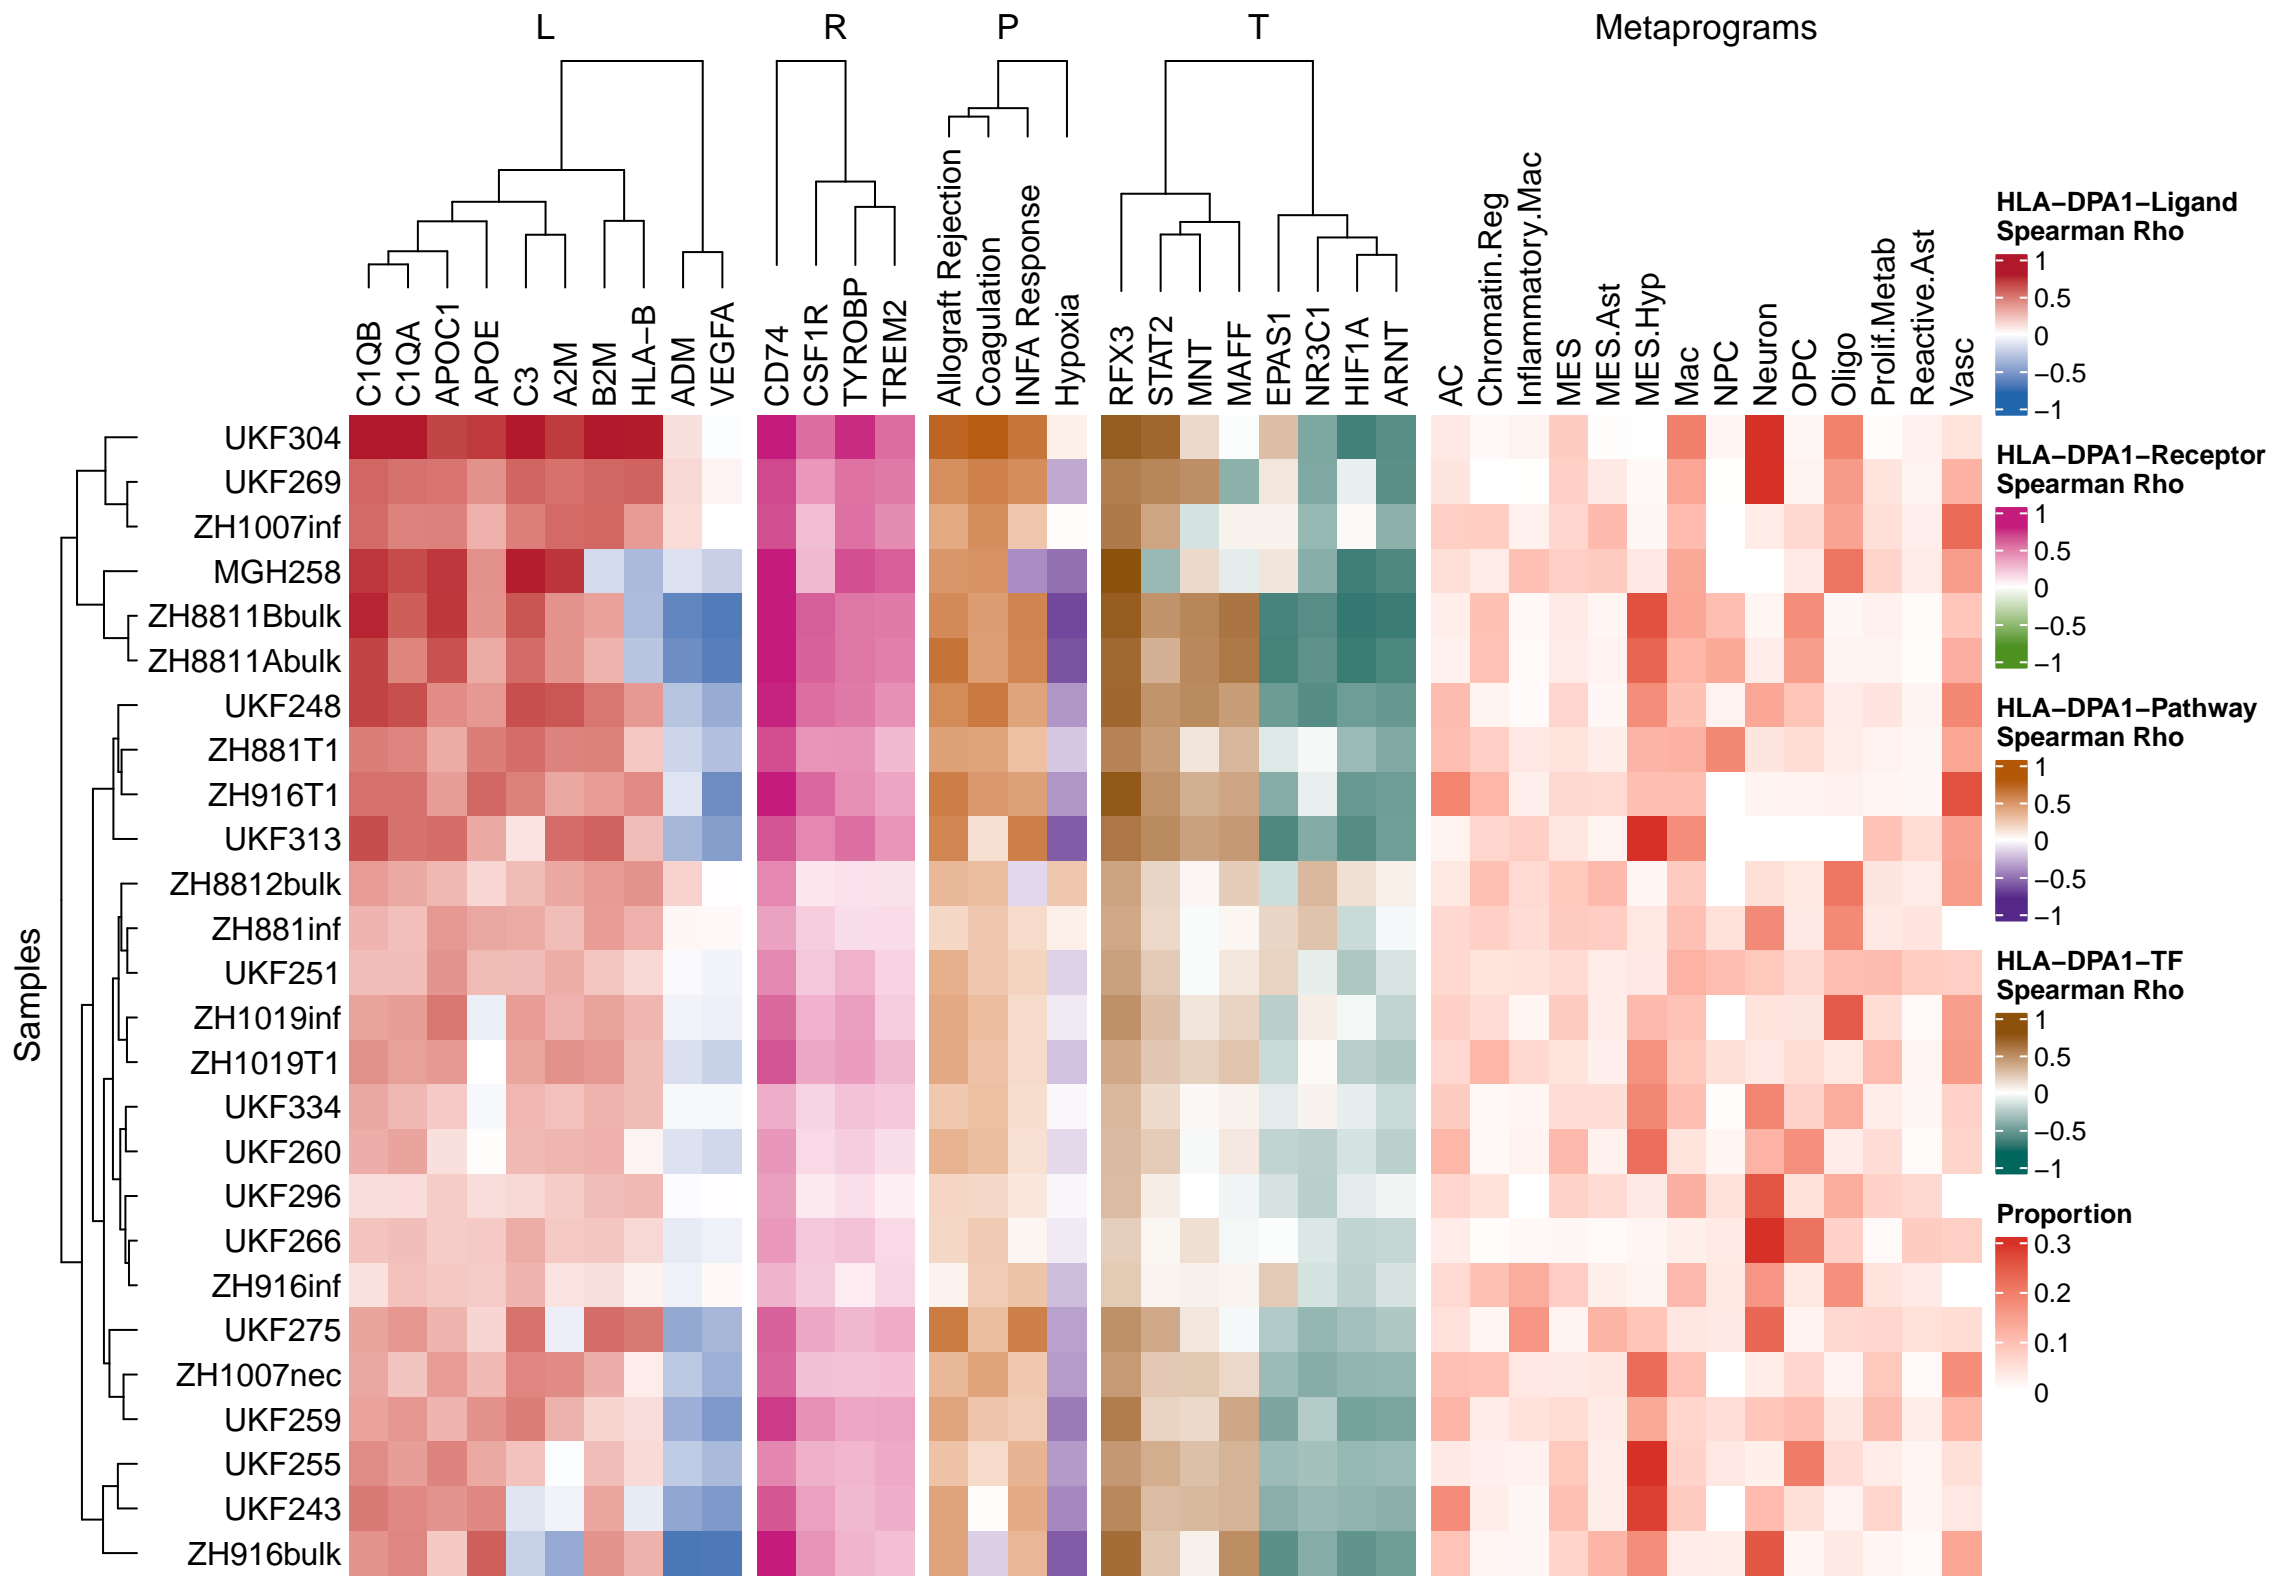 L
R
P
T
Metaprograms
C1QB
C1QA
APOC1
APOE
C3
A2M
B2M
HLA−B
ADM
VEGFA
CD74
CSF1R
TYROBP
TREM2
Allograft Rejection
Coagulation
INFA Response
Hypoxia
RFX3
STAT2
MNT
MAFF
EPAS1
NR3C1
HIF1A
ARNT
AC
Chromatin.Reg
Inflammatory.Mac
MES
MES.Ast
MES.Hyp
Mac
NPC
Neuron
OPC
Oligo
Prolif.Metab
Reactive.Ast
Vasc
Samples
UKF304
UKF269
ZH1007inf
MGH258
ZH8811Bbulk
ZH8811Abulk
UKF248
ZH881T1
ZH916T1
UKF313
ZH8812bulk
ZH881inf
UKF251
ZH1019inf
ZH1019T1
UKF334
UKF260
UKF296
UKF266
ZH916inf
UKF275
ZH1007nec
UKF259
UKF255
UKF243
ZH916bulk
HLA−DPA1−Ligand
Spearman Rho
1
0.5
0
−0.5
−1
HLA−DPA1−Receptor
Spearman Rho
1
0.5
0
−0.5
−1
HLA−DPA1−Pathway
Spearman Rho
1
0.5
0
−0.5
−1
HLA−DPA1−TF
Spearman Rho
1
0.5
0
−0.5
−1
Proportion
0.3
0.2
0.1
0